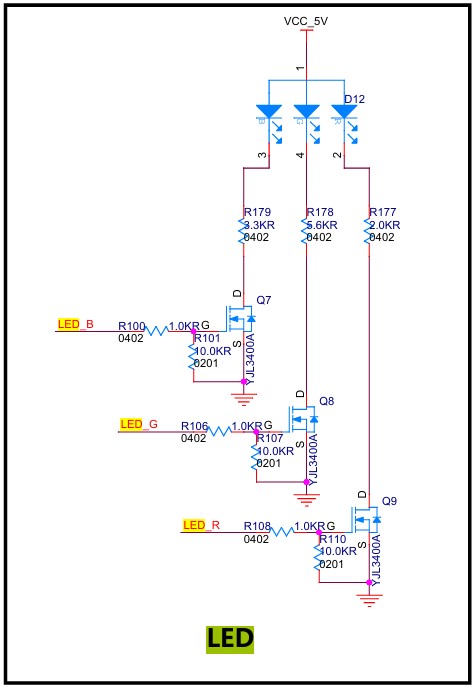 VCC_5V
1
D12
B
G
R
3
4
2
R179
3.3KR
0402
R178
5.6KR
0402
R177
2.0KR
0402
D
Q7
LED_B
R100
1.0KR
G
0402
R101
10.0KR
0201
S
YJL3400A
D
Q8
LED_G
R106
1.0KR
G
0402
R107
10.0KR
0201
S
YJL3400A
D
Q9
LED_R
R108
1.0KR
G
0402
R110
10.0KR
0201
S
YJL3400A
LED